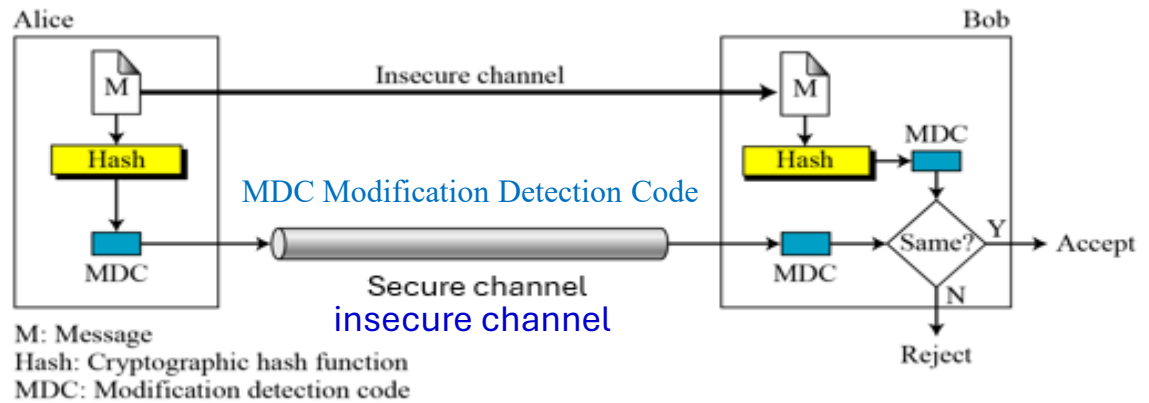 Alice
Bob
M
Insecure channel
M
Hash
Hash
MDC
MDC Modification Detection Code
MDC
MDC
Same?
Y
Accept
N
Secure channel
insecure channel
Reject
M: Message
Hash: Cryptographic hash function
MDC: Modification detection code